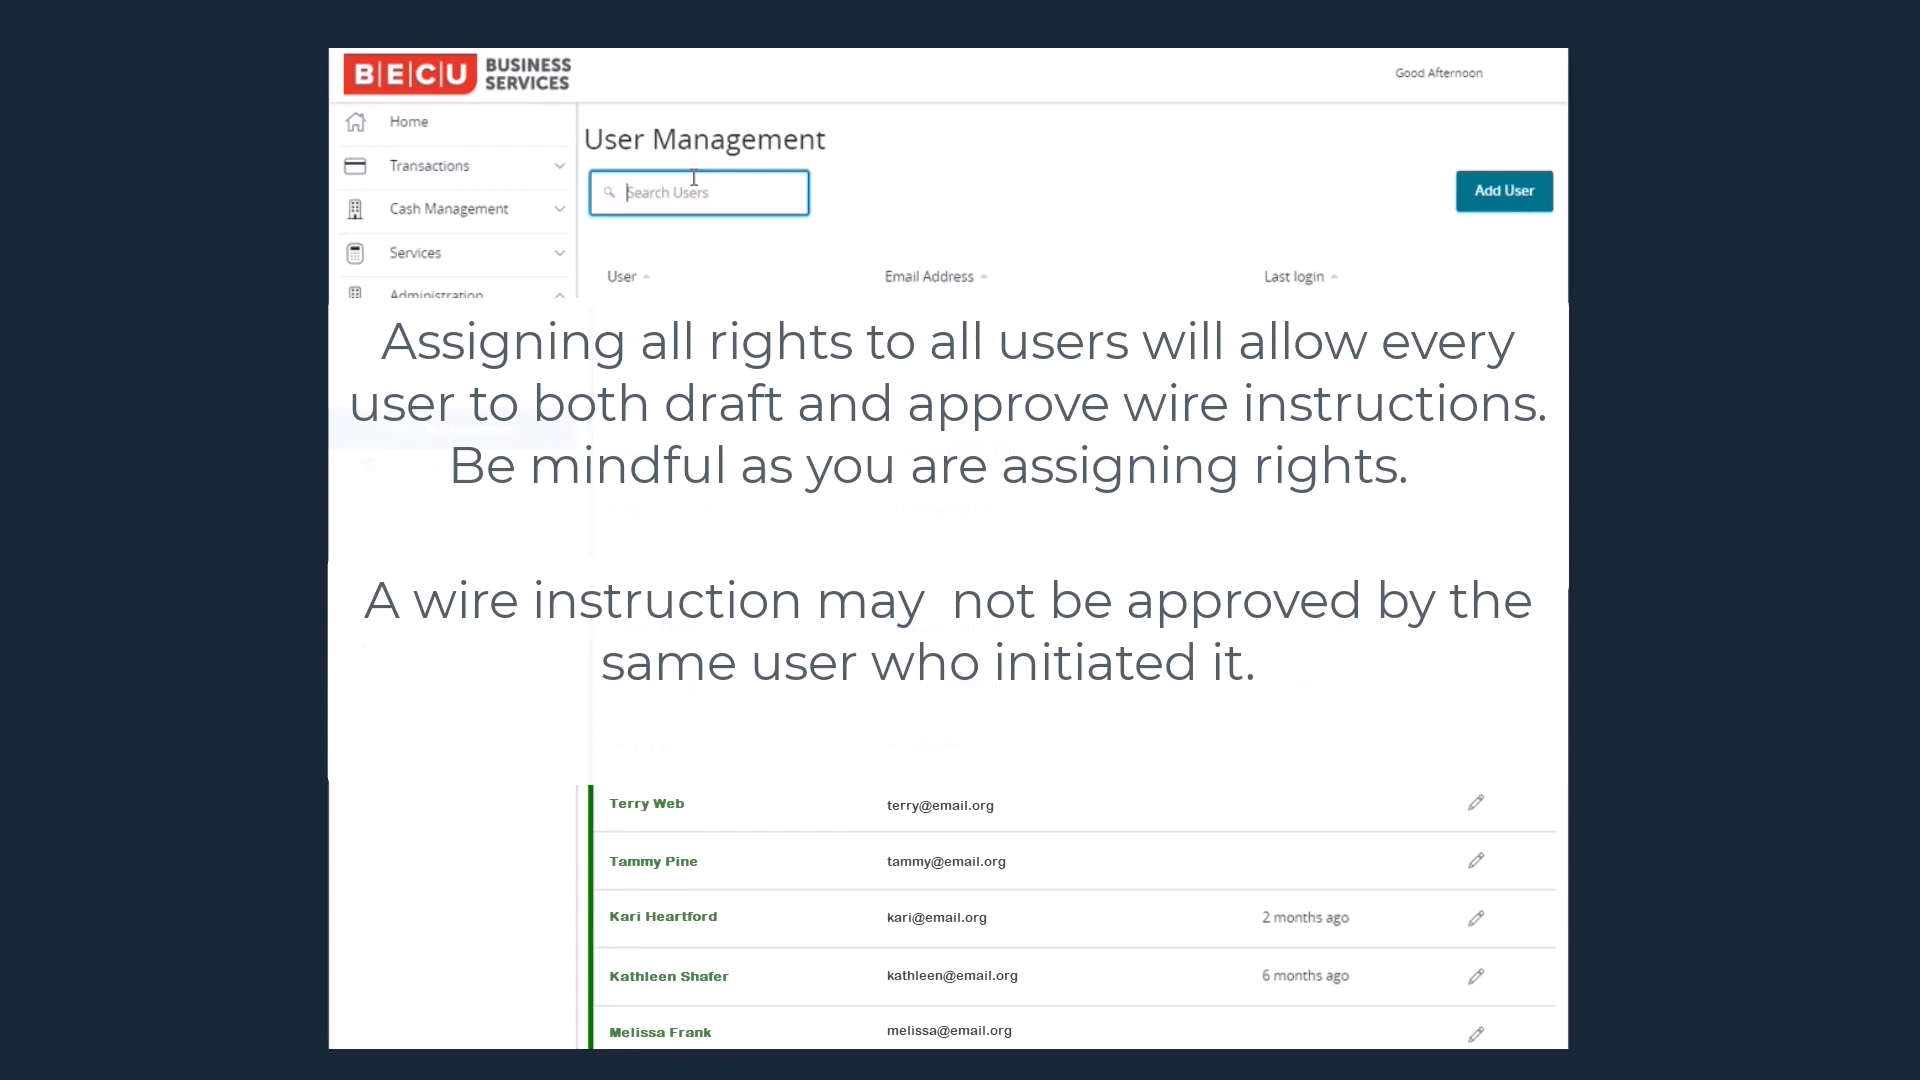 B|E|C|U BUSINESS SERVICES
Good Afternoon
Home
Transactions
Cash Management
Services
Administration
User Management
Search Users
Add User
User Email Address Last login
Assigning all rights to all users will allow every
user to both draft and approve wire instructions.
Be mindful as you are assigning rights.
A wire instruction may  not be approved by the
same user who initiated it.
Terry Web terry@email.org
Tammy Pine tammy@email.org
Kari Heartford kari@email.org 2 months ago
Kathleen Shafer kathleen@email.org 6 months ago
Melissa Frank melissa@email.org